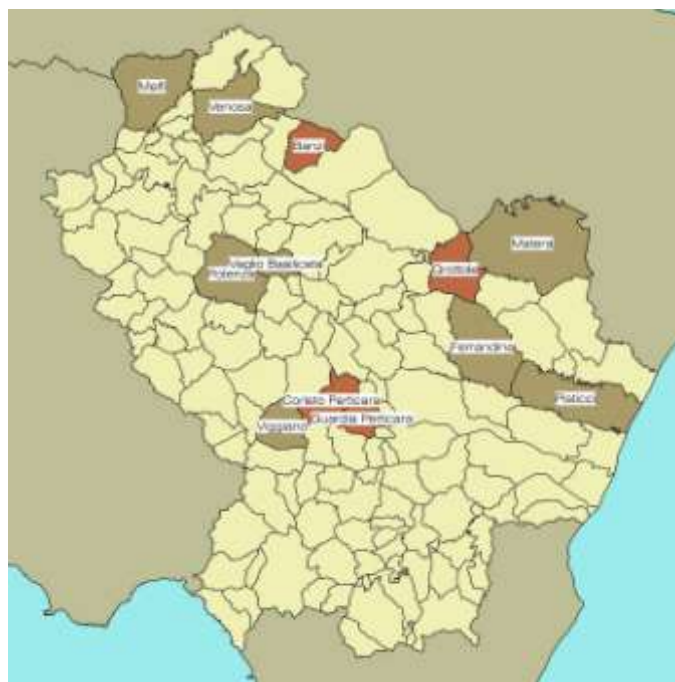 Melfi
Venosa
Banzi
Matera
Grottole
Vaglio Basilicata
Potenza
Ferrandina
Pisticci
Corleto Perticara
Guardia Perticara
Viggiano